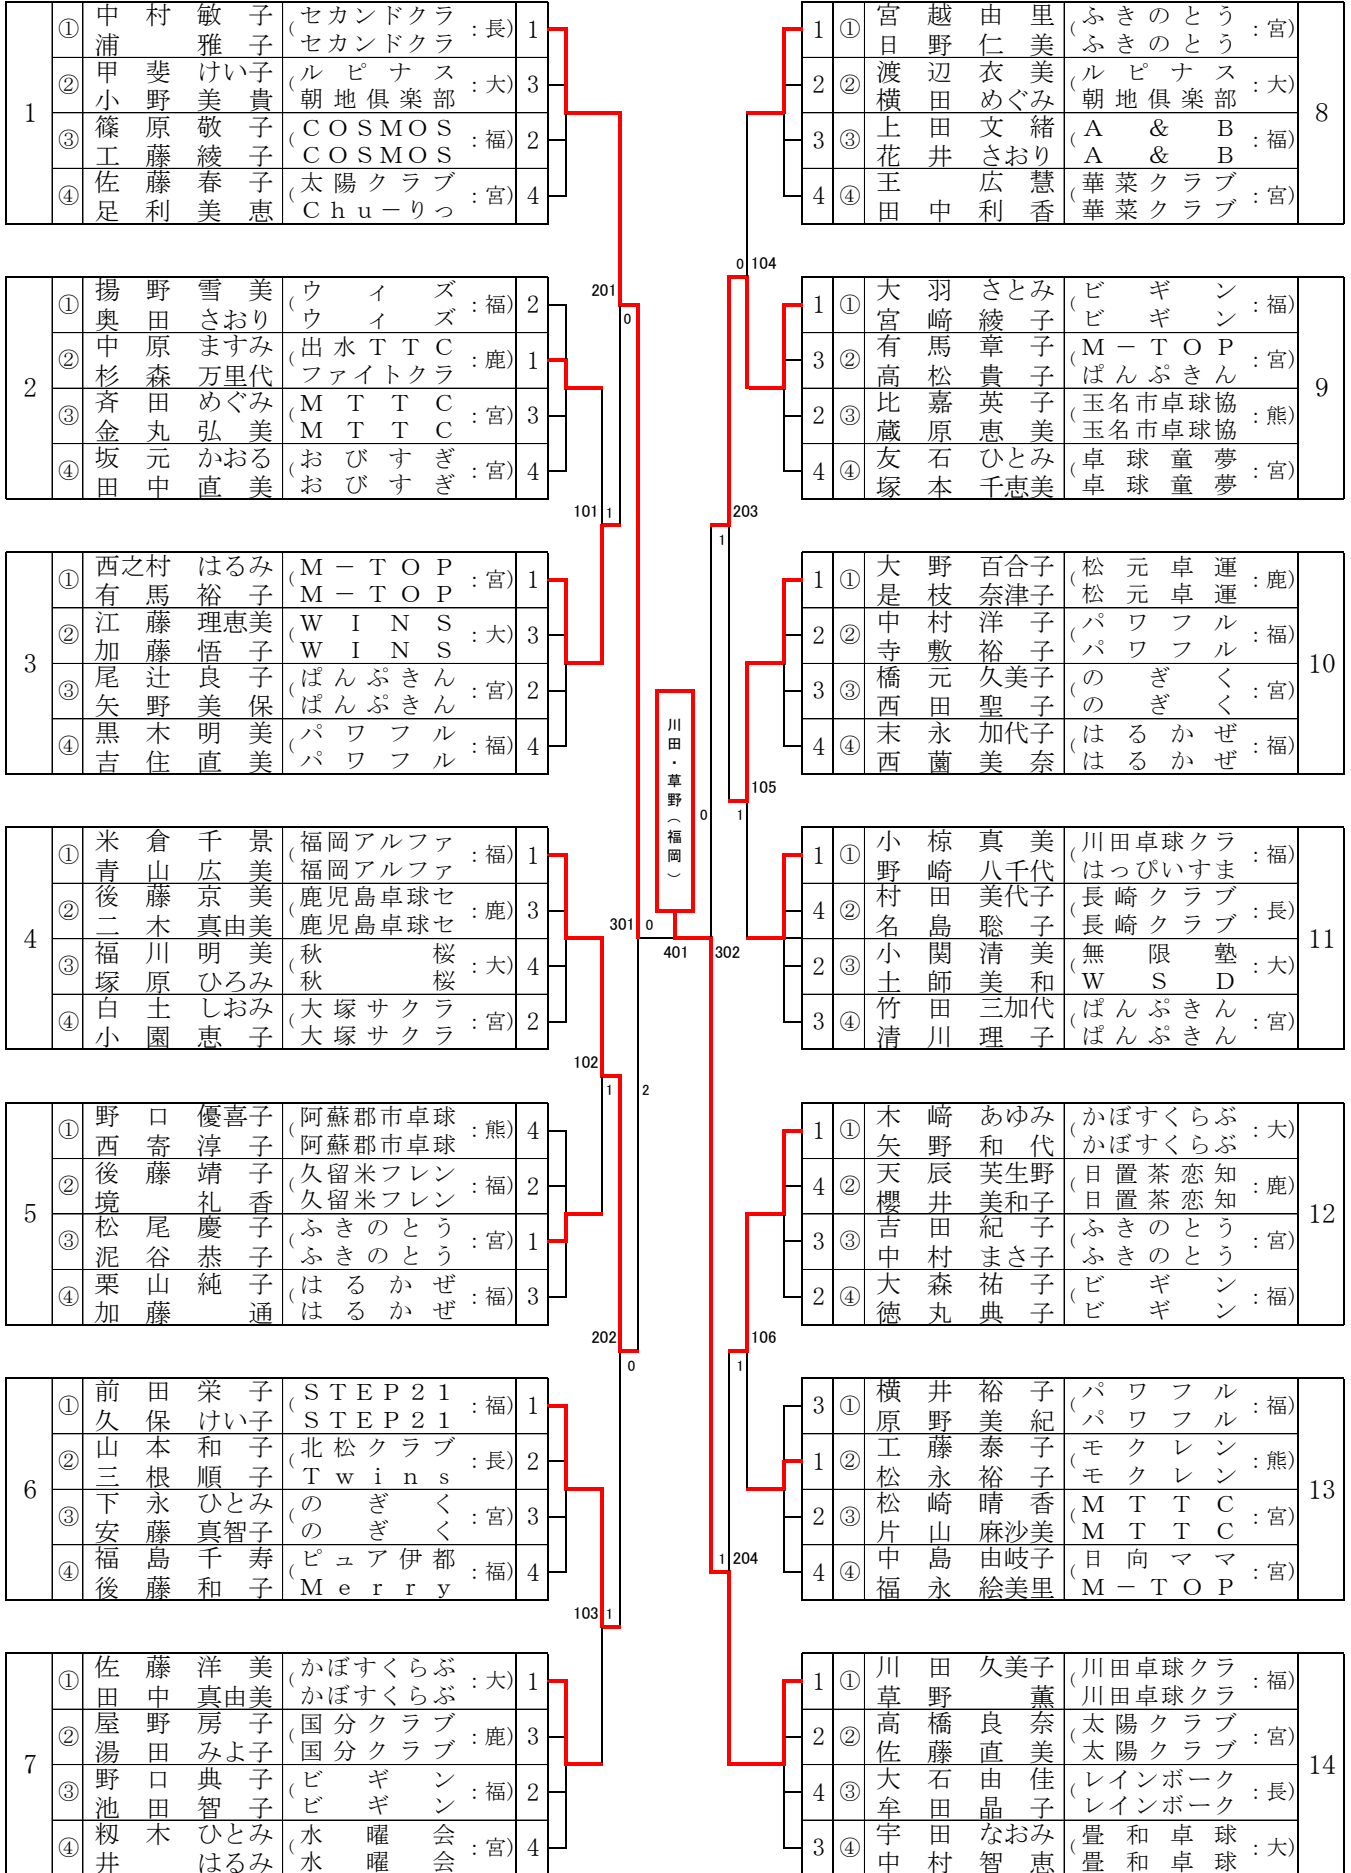 1
① 中村敏子 (セカンドクラ :長) 1
浦雅子 セカンドクラ
② 甲斐けい子 (ルピナス :大) 3
小野美貴 朝地倶楽部
③ 篠原敬子 (COSMOS :福) 2
工藤綾子 COSMOS
④ 佐藤春子 (太陽クラブ :宮) 4
足利美恵 Chu-りっ
2
① 揚野雪美 (ウィズ :福) 2
奥田さおり ウィズ
② 中原ますみ (出水TTC :鹿) 1
杉森万里代 ファイトクラ
③ 斉田めぐみ (MTTC :宮) 3
金丸弘美 MTTC
④ 坂元かおる (おびすぎ :宮) 4
田中直美 おびすぎ
3
① 西之村はるみ (M-TOP :宮) 1
有馬裕子 M-TOP
② 江藤理恵美 (WINS :大) 3
加藤悟子 WINS
③ 尾辻良子 (ぱんぷきん :宮) 2
矢野美保 ぱんぷきん
④ 黒木明美 (パワフル :福) 4
吉住直美 パワフル
4
① 米倉千景 (福岡アルファ :福) 1
青山広美 福岡アルファ
② 後藤京美 (鹿児島卓球セ :鹿) 3
二木真由美 鹿児島卓球セ
③ 福川明美 (秋桜 :大) 4
塚原ひろみ 秋桜
④ 白土しおみ (大塚サクラ :宮) 2
小園恵子 大塚サクラ
5
① 野口優喜子 (阿蘇郡市卓球 :熊) 4
西寄淳子 阿蘇郡市卓球
② 後藤靖子 (久留米フレン :福) 2
境礼香 久留米フレン
③ 松尾慶子 (ふきのとう :宮) 1
泥谷恭子 ふきのとう
④ 栗山純子 (はるかぜ :福) 3
加藤通 はるかぜ
6
① 前田栄子 (STEP21 :福) 1
久保けい子 STEP21
② 山本和子 (北松クラブ :長) 2
三根順子 Twins
③ 下永ひとみ (のぎく :宮) 3
安藤真智子 のぎく
④ 福島千寿 (ピュア伊都 :福) 4
後藤和子 Merry
7
① 佐藤洋美 (かぼすくらぶ :大) 1
田中真由美 かぼすくらぶ
② 屋野房子 (国分クラブ :鹿) 3
湯田みよ子 国分クラブ
③ 野口典子 (ビギン :福) 2
池田智子 ビギン
④ 籾木ひとみ (水曜会 :宮) 4
井はるみ 水曜会
201
0
101
1
301
0
102
1
2
202
0
103
1
川田・草野(福岡)
401
302
0
0
104
203
1
105
1
106
1
1
204
8
1 ① 宮越由里 (ふきのとう :宮)
日野仁美 ふきのとう
2 ② 渡辺衣美 (ルピナス :大)
横田めぐみ 朝地倶楽部
3 ③ 上田文緒 (A&B :福)
花井さおり A&B
4 ④ 王広慧 (華菜クラブ :宮)
田中利香 華菜クラブ
9
1 ① 大羽さとみ (ビギン :福)
宮﨑綾子 ビギン
3 ② 有馬章子 (M-TOP :宮)
高松貴子 ぱんぷきん
2 ③ 比嘉英子 (玉名市卓球協 :熊)
蔵原恵美 玉名市卓球協
4 ④ 友石ひとみ (卓球童夢 :宮)
塚本千恵美 卓球童夢
10
1 ① 大野百合子 (松元卓運 :鹿)
是枝奈津子 松元卓運
2 ② 中村洋子 (パワフル :福)
寺敷裕子 パワフル
3 ③ 橋元久美子 (のぎく :宮)
西田聖子 のぎく
4 ④ 末永加代子 (はるかぜ :福)
西薗美奈 はるかぜ
11
1 ① 小椋真美 (川田卓球クラ :福)
野崎八千代 はっぴいすま
4 ② 村田美代子 (長崎クラブ :長)
名島聡子 長崎クラブ
2 ③ 小関清美 (無限塾 :大)
土師美和 WSD
3 ④ 竹田三加代 (ぱんぷきん :宮)
清川理子 ぱんぷきん
12
1 ① 木﨑あゆみ (かぼすくらぶ :大)
矢野和代 かぼすくらぶ
4 ② 天辰芙生野 (日置茶恋知 :鹿)
櫻井美和子 日置茶恋知
3 ③ 吉田紀子 (ふきのとう :宮)
中村まさ子 ふきのとう
2 ④ 大森祐子 (ビギン :福)
徳丸典子 ビギン
13
3 ① 横井裕子 (パワフル :福)
原野美紀 パワフル
1 ② 工藤泰子 (モクレン :熊)
松永裕子 モクレン
2 ③ 松崎晴香 (MTTC :宮)
片山麻沙美 MTTC
4 ④ 中島由岐子 (日向ママ :宮)
福永絵美里 M-TOP
14
1 ① 川田久美子 (川田卓球クラ :福)
草野薫 川田卓球クラ
2 ② 高橋良奈 (太陽クラブ :宮)
佐藤直美 太陽クラブ
4 ③ 大石由佳 (レインボーク :長)
牟田晶子 レインボーク
3 ④ 宇田なおみ (畳和卓球 :大)
中村智恵 畳和卓球